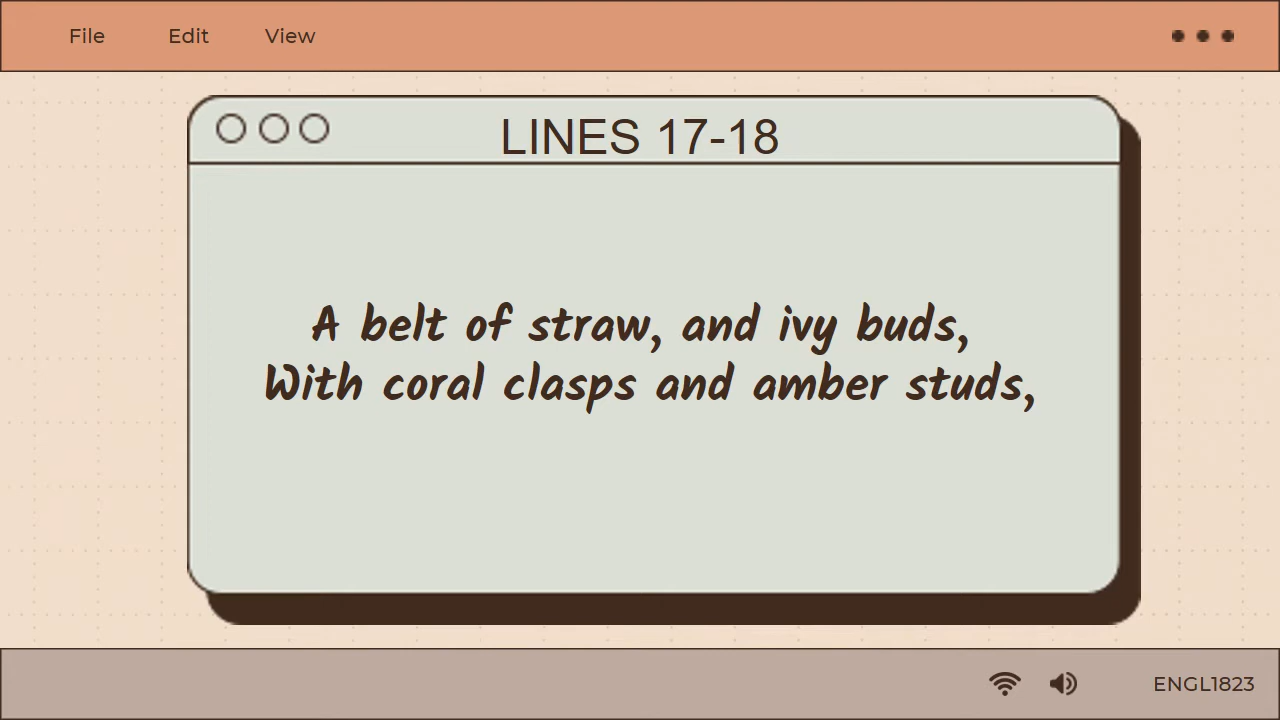 File Edit View
LINES 17-18
A belt of straw, and ivy buds,
With coral clasps and amber studs,
ENGL1823